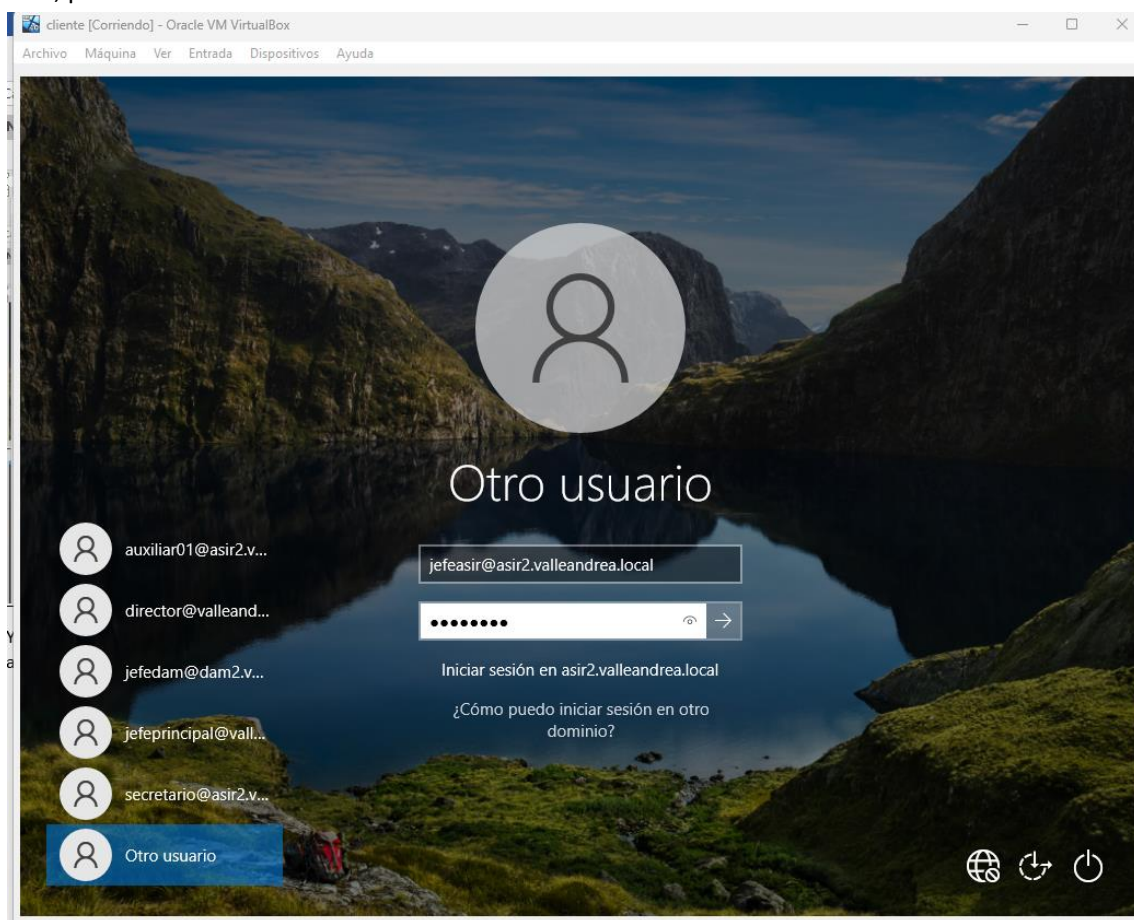 cliente [Corriendo] - Oracle VM VirtualBox
Archivo Máquina Ver Entrada Dispositivos Ayuda
Otro usuario
jefeasir@asir2.valleandrea.local
Iniciar sesión en asir2.valleandrea.local
¿Cómo puedo iniciar sesión en otro
dominio?
auxiliar01@asir2.v...
director@valleand...
jefedam@dam2.v...
jefeprincipal@vall...
secretario@asir2.v...
Otro usuario